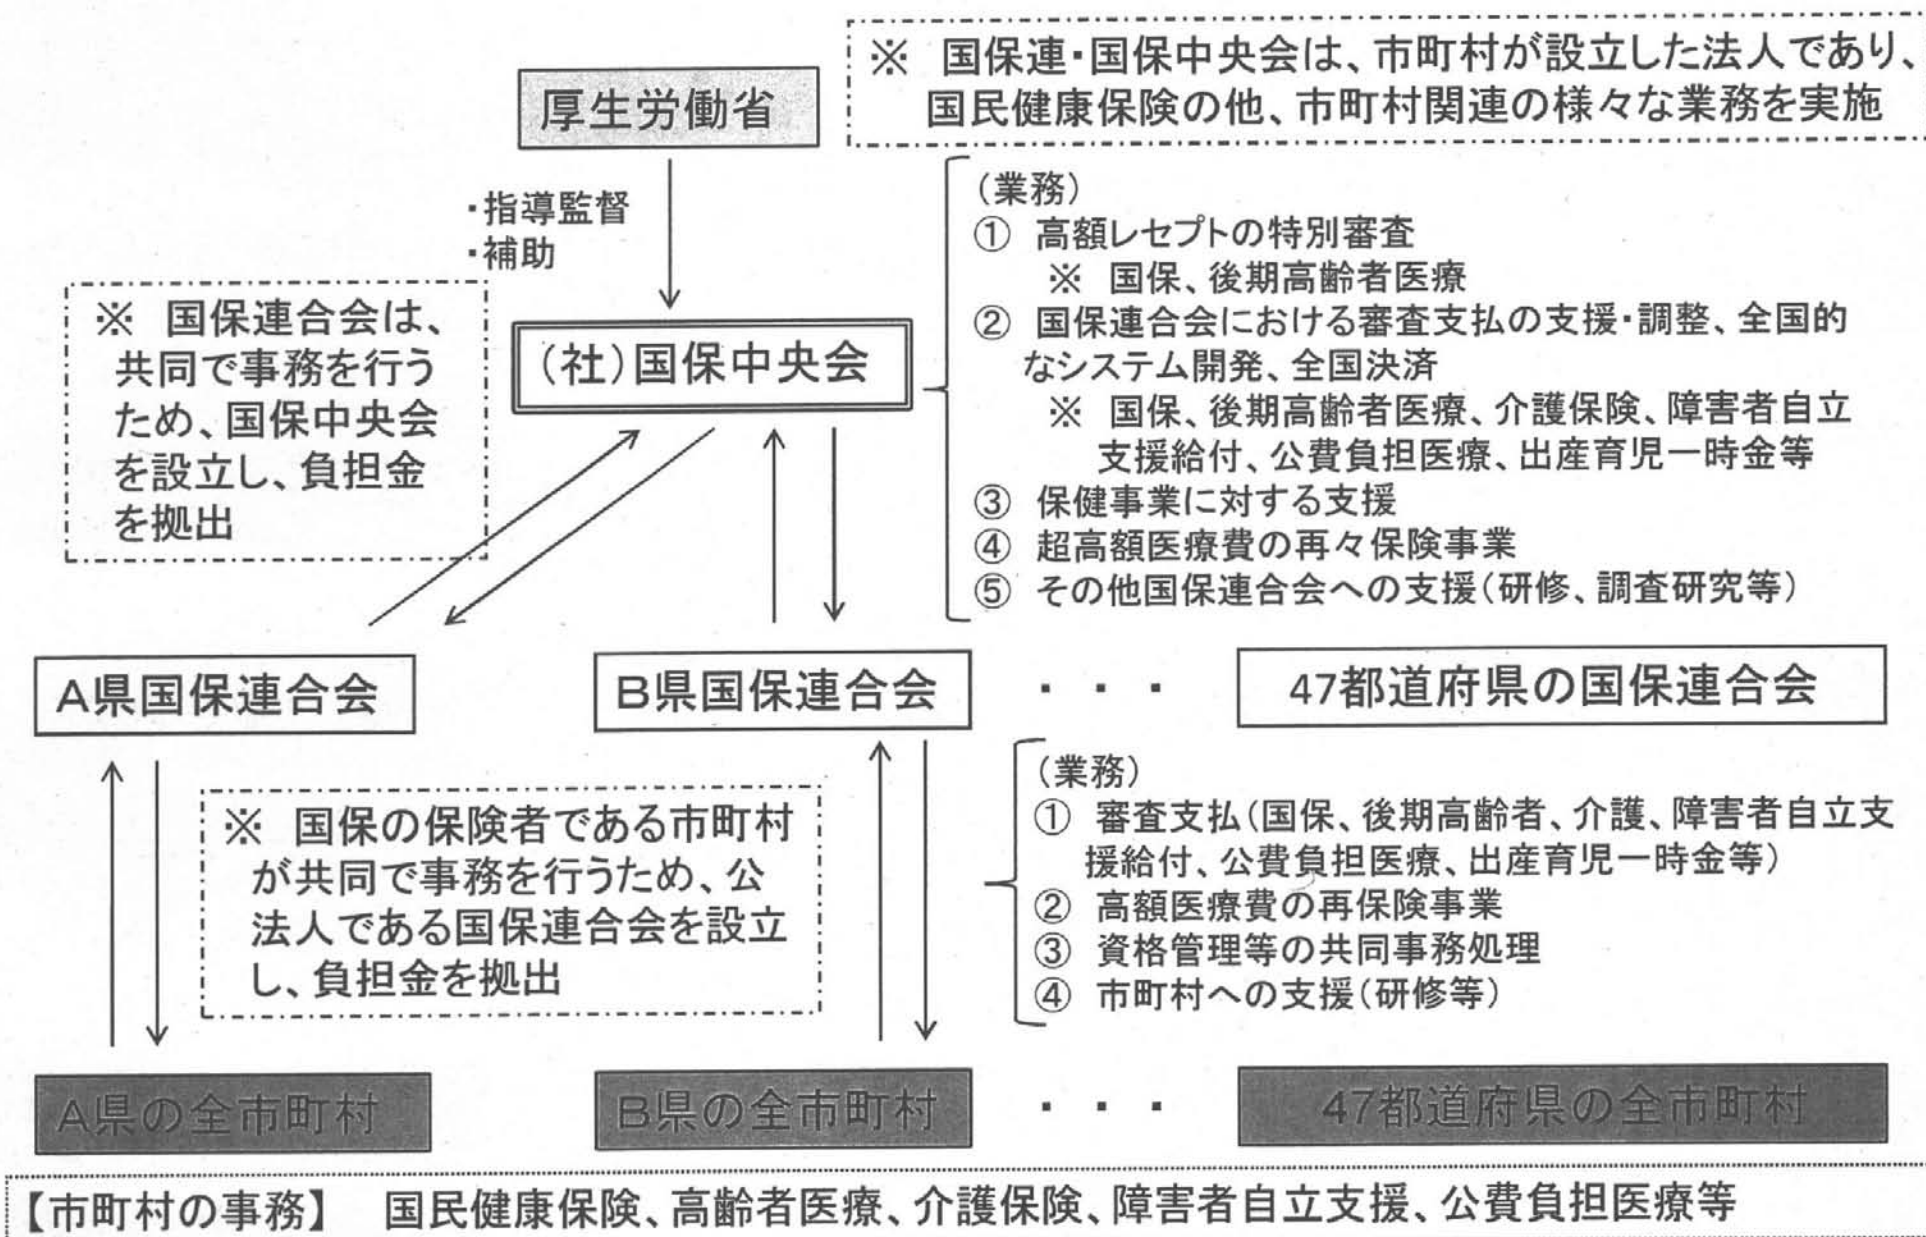 ※ 国保連・国保中央会は、市町村が設立した法人であり、
国民健康保険の他、市町村関連の様々な業務を実施
厚生労働省
・指導監督
・補助
※ 国保連合会は、
共同で事務を行う
ため、国保中央会
を設立し、負担金
を拠出
(社)国保中央会
(業務)
① 高額レセプトの特別審査
※ 国保、後期高齢者医療
② 国保連合会における審査支払の支援・調整、全国的
なシステム開発、全国決済
※ 国保、後期高齢者医療、介護保険、障害者自立
支援給付、公費負担医療、出産育児一時金等
③ 保健事業に対する支援
④ 超高額医療費の再々保険事業
⑤ その他国保連合会への支援(研修、調査研究等)
A県国保連合会
B県国保連合会
・ ・ ・
47都道府県の国保連合会
※ 国保の保険者である市町村
が共同で事務を行うため、公
法人である国保連合会を設立
し、負担金を拠出
(業務)
① 審査支払(国保、後期高齢者、介護、障害者自立支
援給付、公費負担医療、出産育児一時金等)
② 高額医療費の再保険事業
③ 資格管理等の共同事務処理
④ 市町村への支援(研修等)
A県の全市町村
B県の全市町村
・ ・ ・
47都道府県の全市町村
【市町村の事務】 国民健康保険、高齢者医療、介護保険、障害者自立支援、公費負担医療等